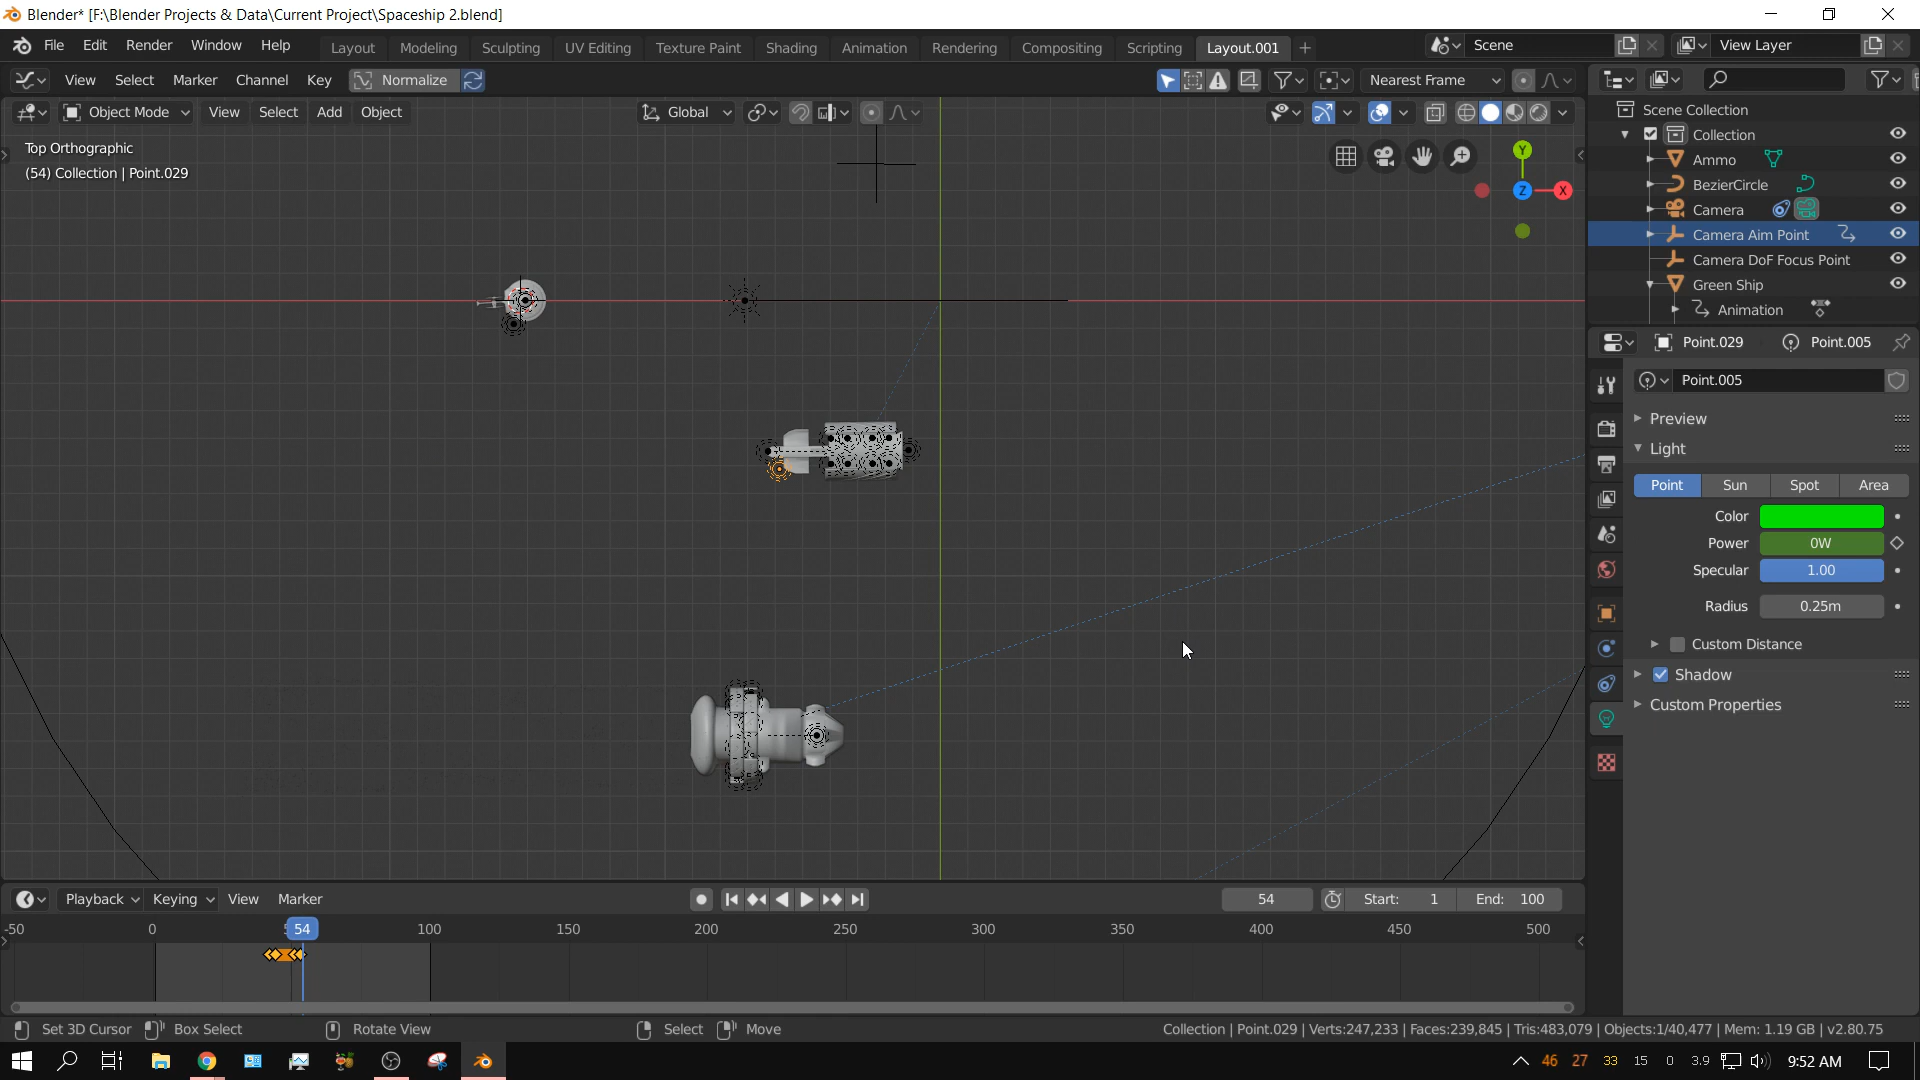 Blender* [F:\Blender Projects & Data\Current Project\Spaceship 2.blend]
File Edit Render Window Help Layout Modeling Sculpting UV Editing Texture Paint Shading Animation Rendering Compositing Scripting Layout.001 + Scene View Layer
View Select Marker Channel Key Normalize Nearest Frame
Object Mode View Select Add Object Global
Top Orthographic
(54) Collection | Point.029
Y
Z
X
Scene Collection
Collection
Ammo
BezierCircle
Camera
Camera Aim Point
Camera DoF Focus Point
Green Ship
Animation
Point.029 Point.005
Point.005
Preview
Light
Point Sun Spot Area
Color
Power 0W
Specular 1.00
Radius 0.25m
Custom Distance
Shadow
Custom Properties
Playback Keying View Marker 54 Start: 1 End: 100
-50 0 54 100 150 200 250 300 350 400 450 500
Set 3D Cursor Box Select Rotate View Select Move Collection | Point.029 | Verts:247,233 | Faces:239,845 | Tris:483,079 | Objects:1/40,477 | Mem: 1.19 GB | v2.80.75
46 27 33 15 0 3.9 9:52 AM